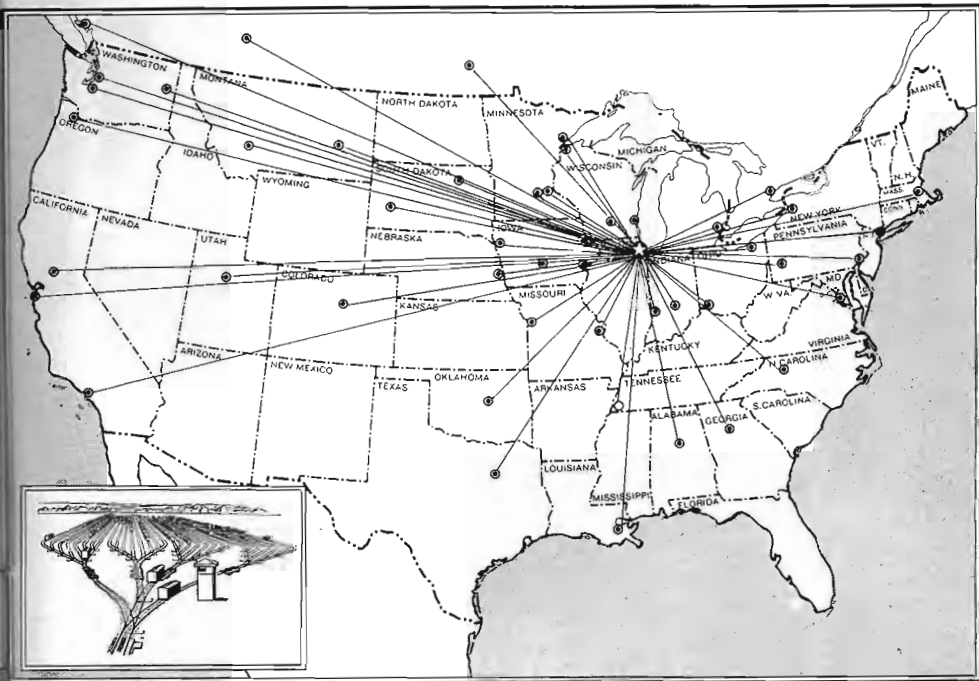 WASHINGTON
MONTANA
NORTH DAKOTA
MINNESOTA
MAINE
OREGON
IDAHO
MICHIGAN
WISCONSIN
VT.
N.H.
SOUTH DAKOTA
WYOMING
MASS.
CONN.
NEW YORK
CALIFORNIA
NEVADA
IOWA
UTAH
NEBRASKA
PENNSYLVANIA
INDIANA
OHIO
COLORADO
MISSOURI
W. VA.
MD.
KANSAS
KENTUCKY
VIRGINIA
ARIZONA
NEW MEXICO
TEXAS
OKLAHOMA
ARKANSAS
TENNESSEE
N. CAROLINA
S. CAROLINA
ALABAMA
GEORGIA
LOUISIANA
MISSISSIPPI
FLORIDA